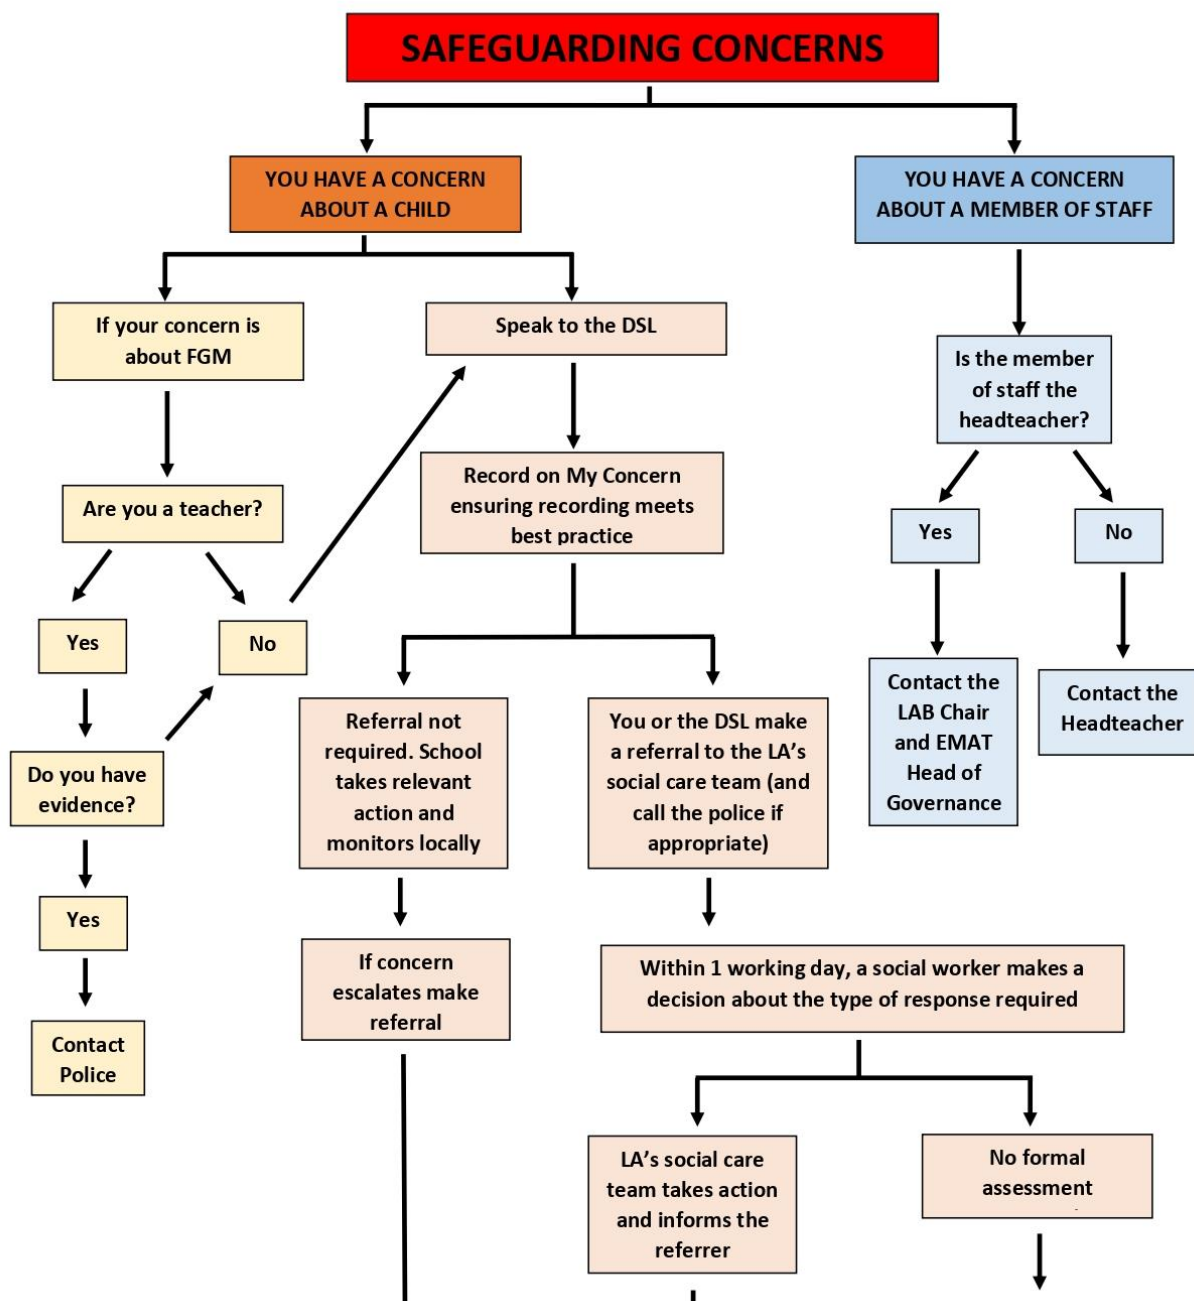 SAFEGUARDING CONCERNS
YOU HAVE A CONCERN
ABOUT A CHILD
YOU HAVE A CONCERN
ABOUT A MEMBER OF STAFF
If your concern is
about FGM
Speak to the DSL
Is the member
of staff the
headteacher?
Are you a teacher?
Record on My Concern
ensuring recording meets
best practice
Yes
No
Yes
No
Do you have
evidence?
Referral not
required. School
takes relevant
action and
monitors locally
You or the DSL make
a referral to the LA’s
social care team (and
call the police if
appropriate)
Contact the
LAB Chair
and EMAT
Head of
Governance
Contact the
Headteacher
Yes
If concern
escalates make
referral
Within 1 working day, a social worker makes a
decision about the type of response required
Contact
Police
LA’s social care
team takes action
and informs the
referrer
No formal
assessment